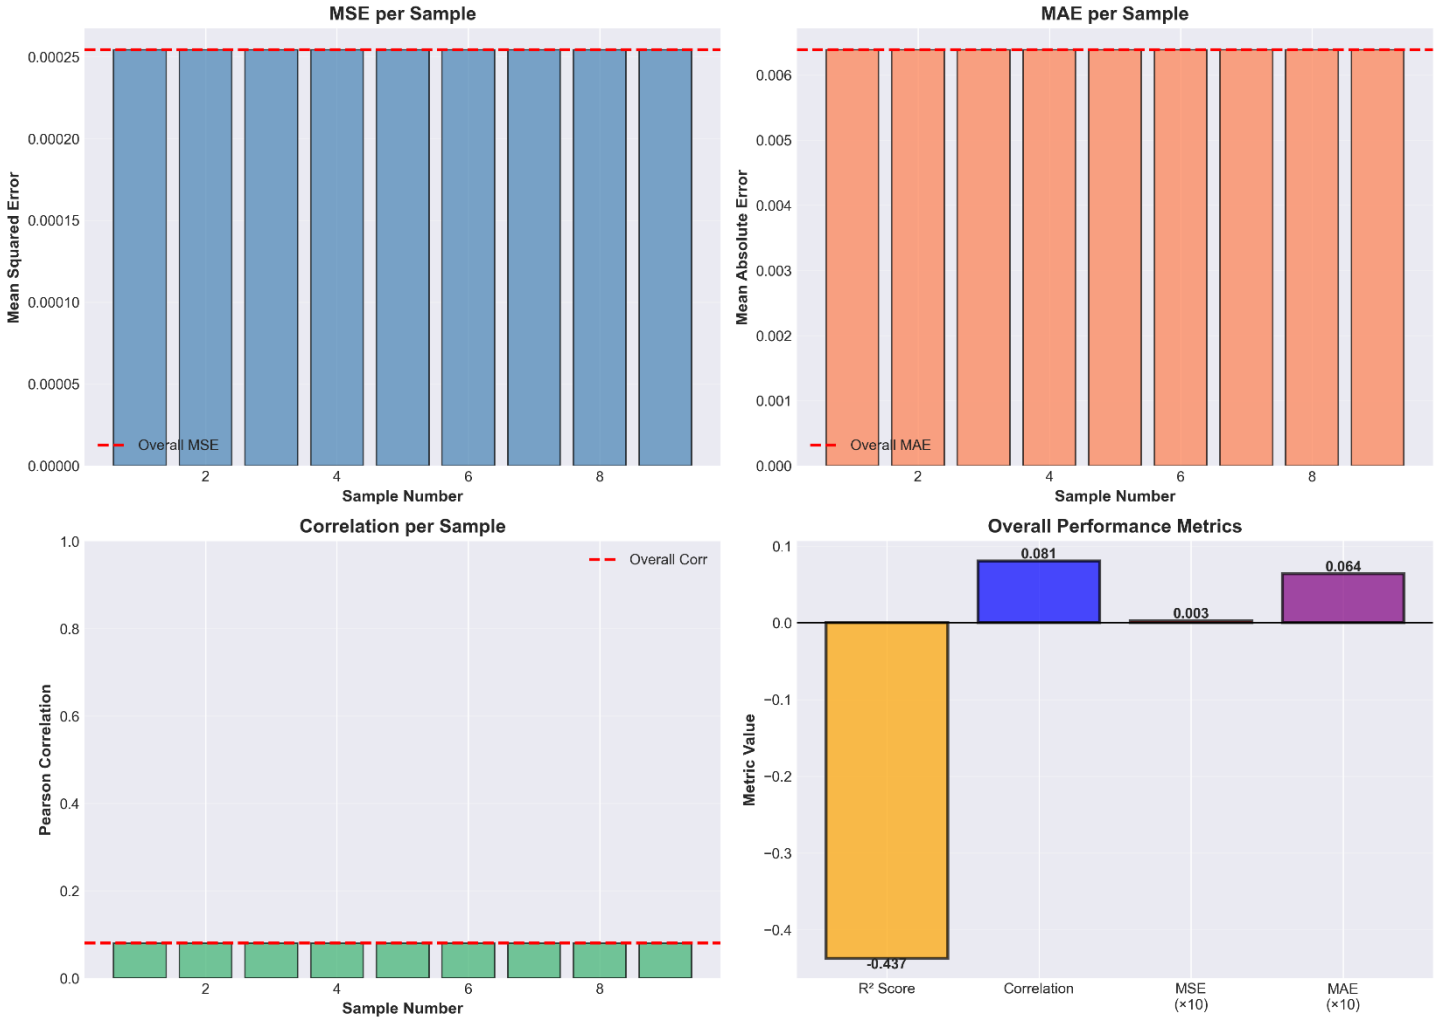 MSE per Sample
Mean Squared Error
0.00025
0.00020
0.00015
0.00010
0.00005
0.00000
Overall MSE
2 4 6 8
Sample Number
MAE per Sample
Mean Absolute Error
0.006
0.005
0.004
0.003
0.002
0.001
0.000
Overall MAE
2 4 6 8
Sample Number
Correlation per Sample
Pearson Correlation
1.0
0.8
0.6
0.4
0.2
0.0
Overall Corr
2 4 6 8
Sample Number
Overall Performance Metrics
Metric Value
0.1
0.0
−0.1
−0.2
−0.3
−0.4
-0.437
0.081
0.003
0.064
R² Score Correlation MSE MAE
(×10) (×10)